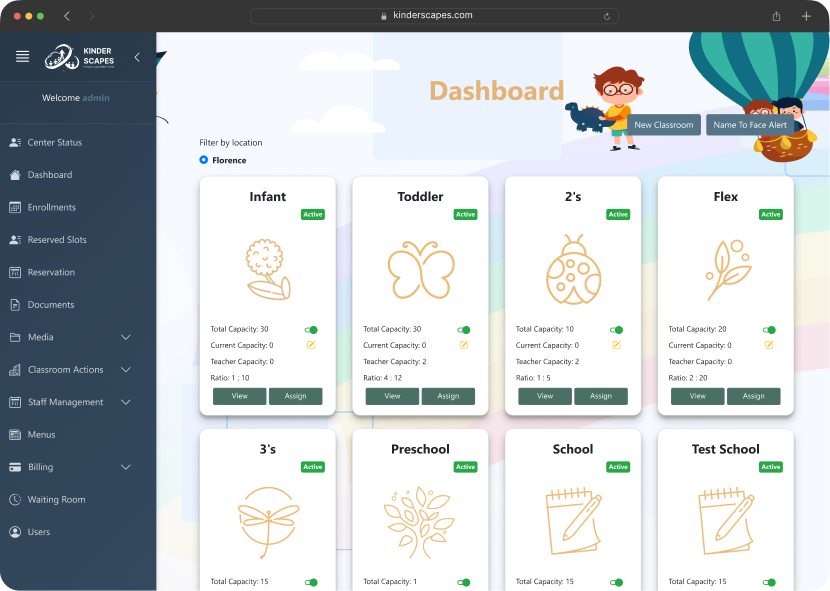 kinderscapes.com
KINDER
SCAPES
Welcome admin
Center Status
Dashboard
Enrollments
Reserved Slots
Reservation
Documents
Media
Classroom Actions
Staff Management
Menus
Billing
Waiting Room
Users
Dashboard
New Classroom
Name To Face Alert
Filter by location
Florence
Infant
Active
Total Capacity: 30
Current Capacity: 0
Teacher Capacity: 0
Ratio: 1 : 10
View Assign
Toddler
Active
Total Capacity: 30
Current Capacity: 0
Teacher Capacity: 2
Ratio: 4 : 12
View Assign
2's
Active
Total Capacity: 10
Current Capacity: 0
Teacher Capacity: 2
Ratio: 1 : 5
View Assign
Flex
Active
Total Capacity: 20
Current Capacity: 0
Teacher Capacity: 0
Ratio: 2 : 20
View Assign
3's
Active
Total Capacity: 15
Preschool
Active
Total Capacity: 1
School
Active
Total Capacity: 15
Test School
Active
Total Capacity: 15